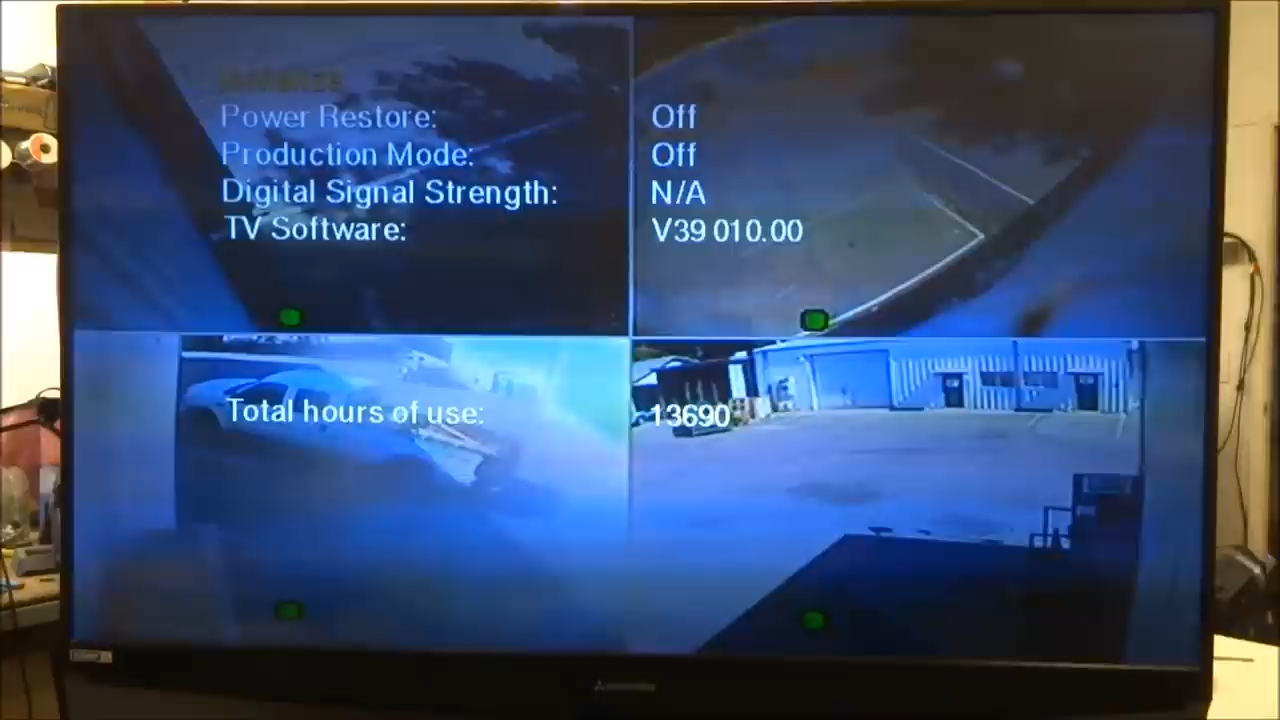 Power Restore: Off
Production Mode: Off
Digital Signal Strength: N/A
TV Software: V39 010.00
Total hours of use: 13690